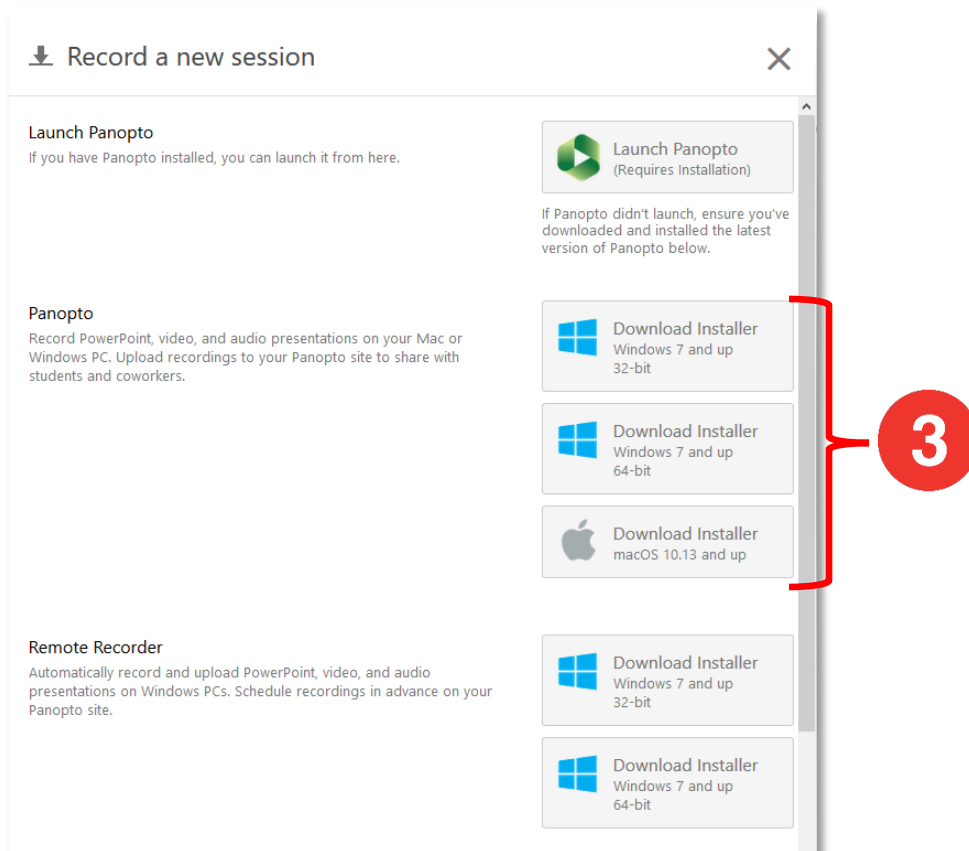 Record a new session
Launch Panopto
If you have Panopto installed, you can launch it from here.
Launch Panopto
(Requires Installation)
If Panopto didn't launch, ensure you've
downloaded and installed the latest
version of Panopto below.
Panopto
Record PowerPoint, video, and audio presentations on your Mac or
Windows PC. Upload recordings to your Panopto site to share with
students and coworkers.
Download Installer
Windows 7 and up
32-bit
Download Installer
Windows 7 and up
64-bit
Download Installer
macOS 10.13 and up
3
Remote Recorder
Automatically record and upload PowerPoint, video, and audio
presentations on Windows PCs. Schedule recordings in advance on your
Panopto site.
Download Installer
Windows 7 and up
32-bit
Download Installer
Windows 7 and up
64-bit